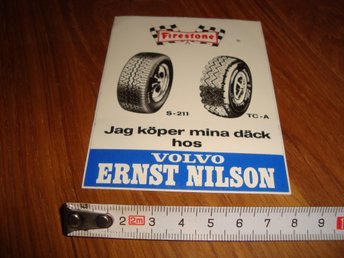 Firestone
S-211
TC-A
Jag köper mina däck
hos
VOLVO
ERNST NILSON
2 2m 3 4 5 6 7 8 9